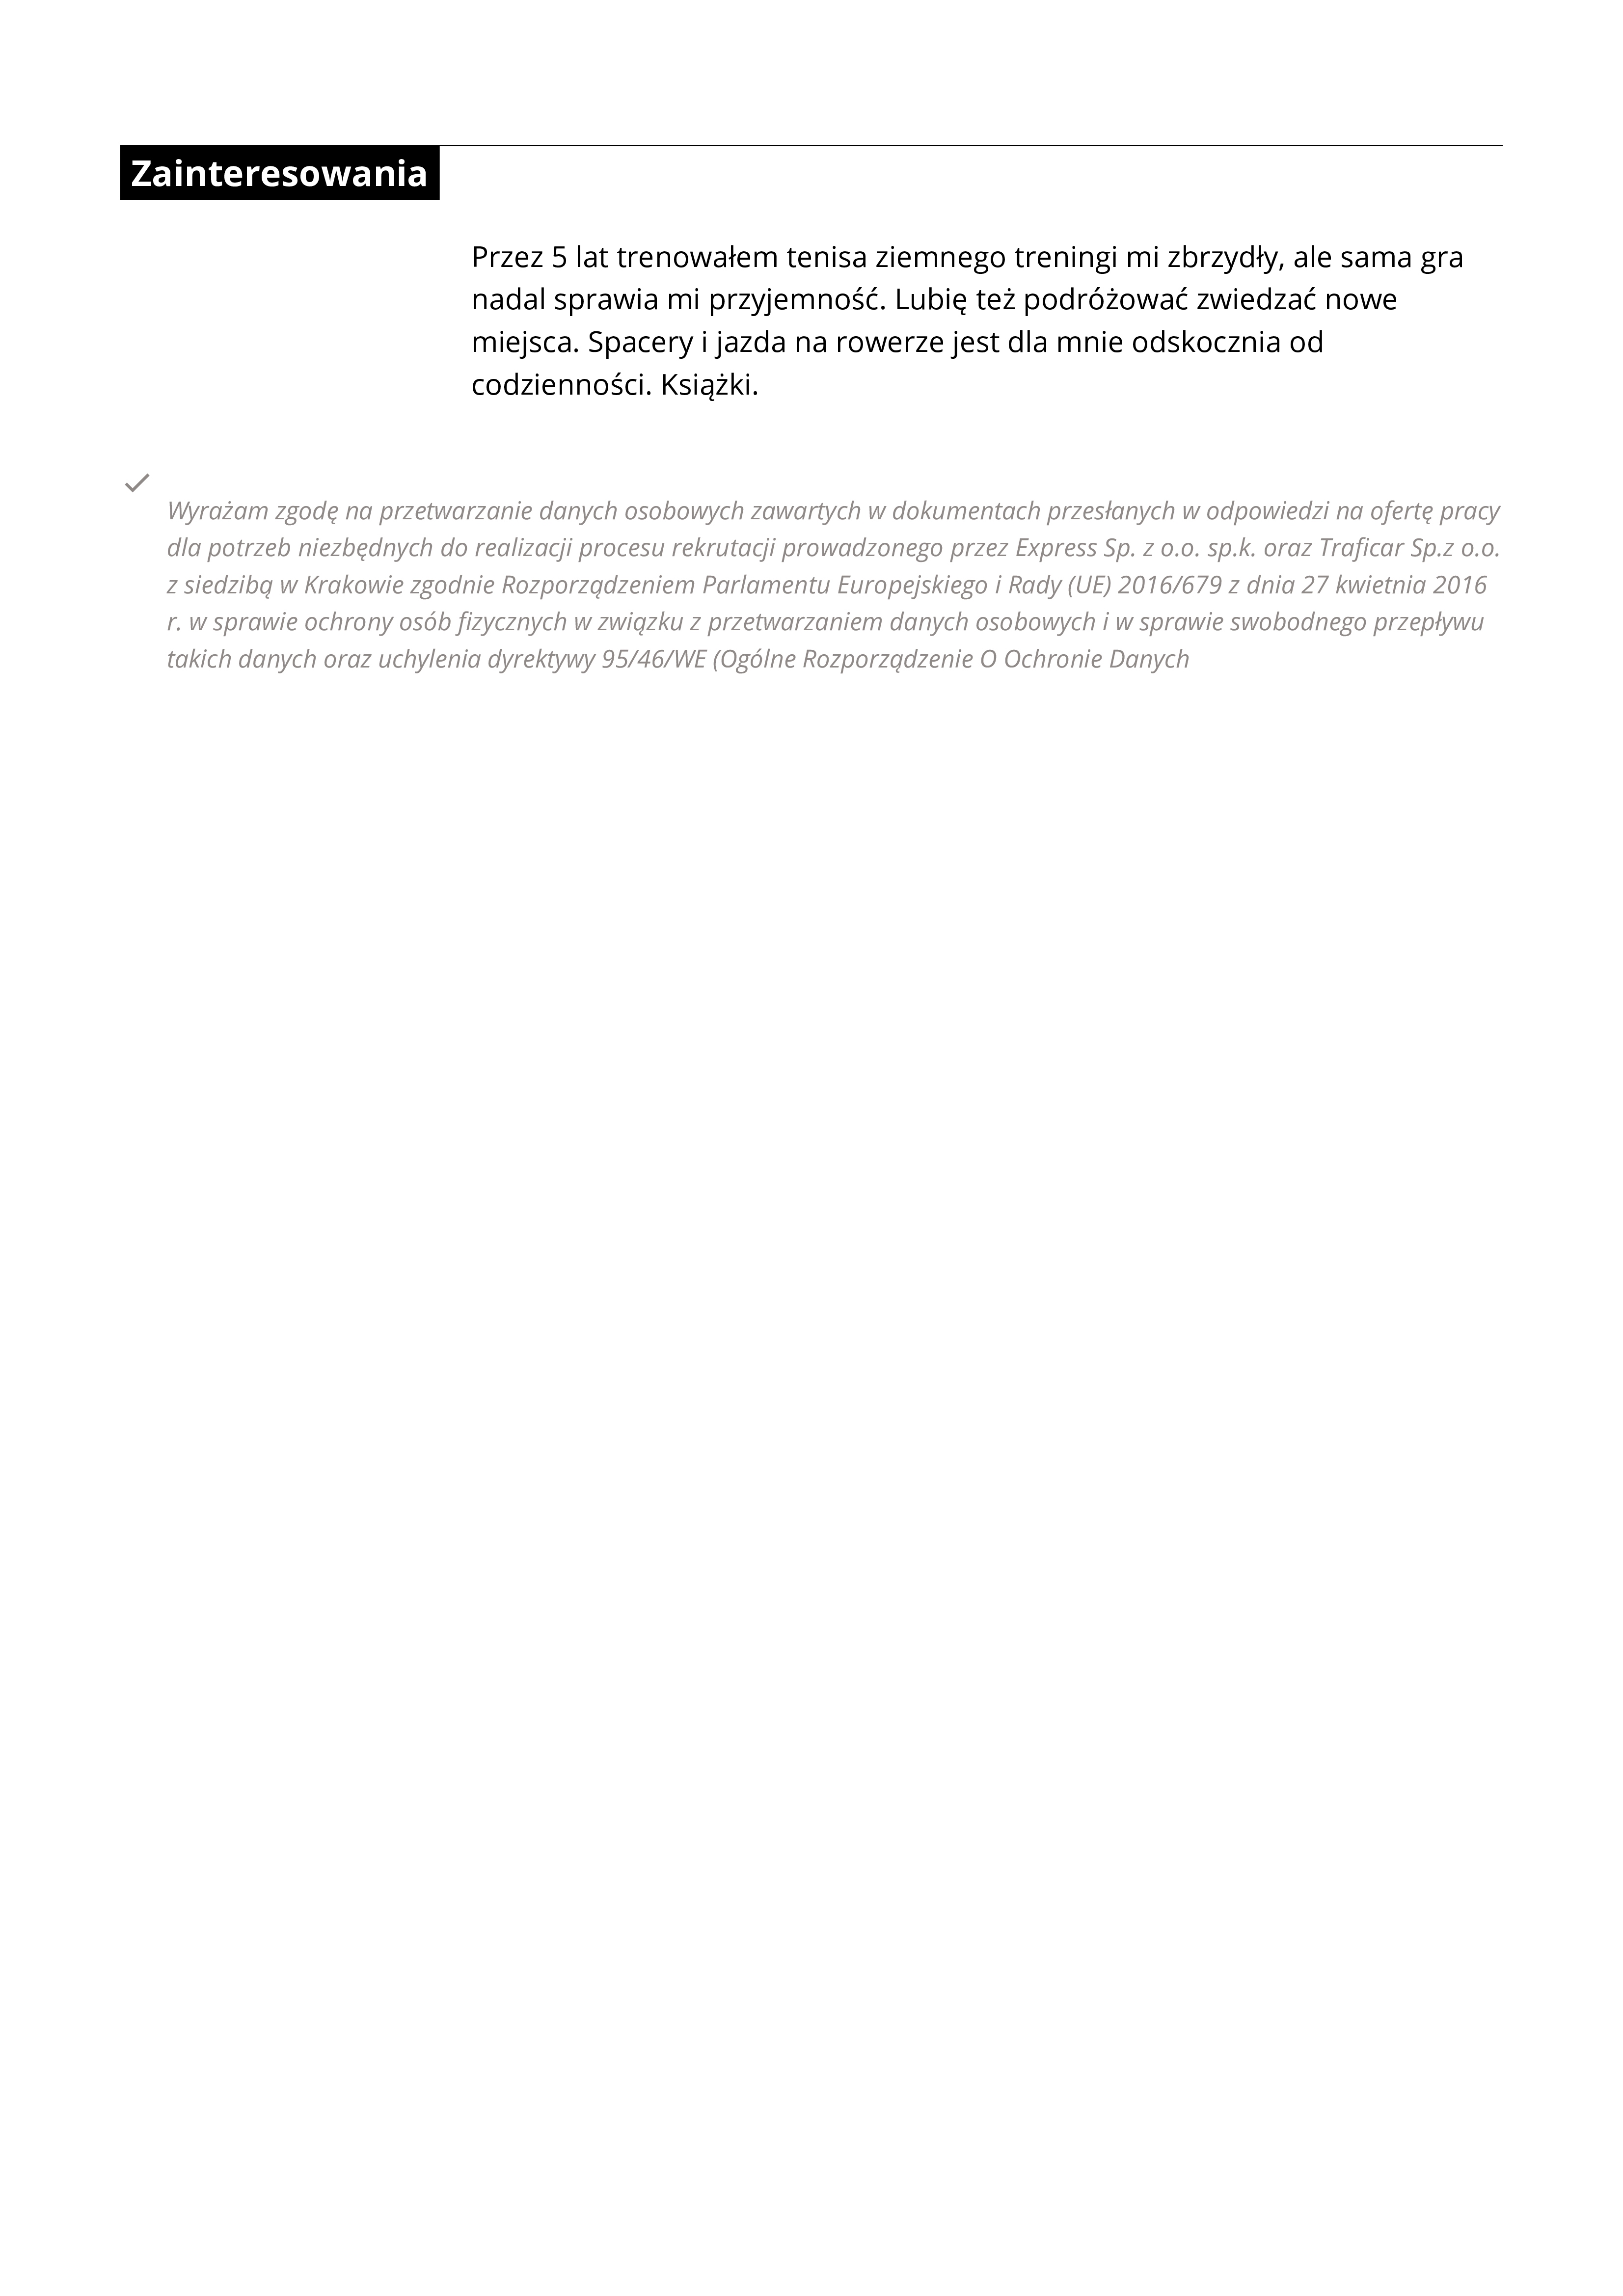 Zainteresowania
Przez 5 lat trenowałem tenisa ziemnego treningi mi zbrzydły, ale sama gra
nadal sprawia mi przyjemność. Lubię też podróżować zwiedzać nowe
miejsca. Spacery i jazda na rowerze jest dla mnie odskocznia od
codzienności. Książki.
Wyrażam zgodę na przetwarzanie danych osobowych zawartych w dokumentach przesłanych w odpowiedzi na ofertę pracy
dla potrzeb niezbędnych do realizacji procesu rekrutacji prowadzonego przez Express Sp. z o.o. sp.k. oraz Traficar Sp.z o.o.
z siedzibą w Krakowie zgodnie Rozporządzeniem Parlamentu Europejskiego i Rady (UE) 2016/679 z dnia 27 kwietnia 2016
r. w sprawie ochrony osób fizycznych w związku z przetwarzaniem danych osobowych i w sprawie swobodnego przepływu
takich danych oraz uchylenia dyrektywy 95/46/WE (Ogólne Rozporządzenie O Ochronie Danych